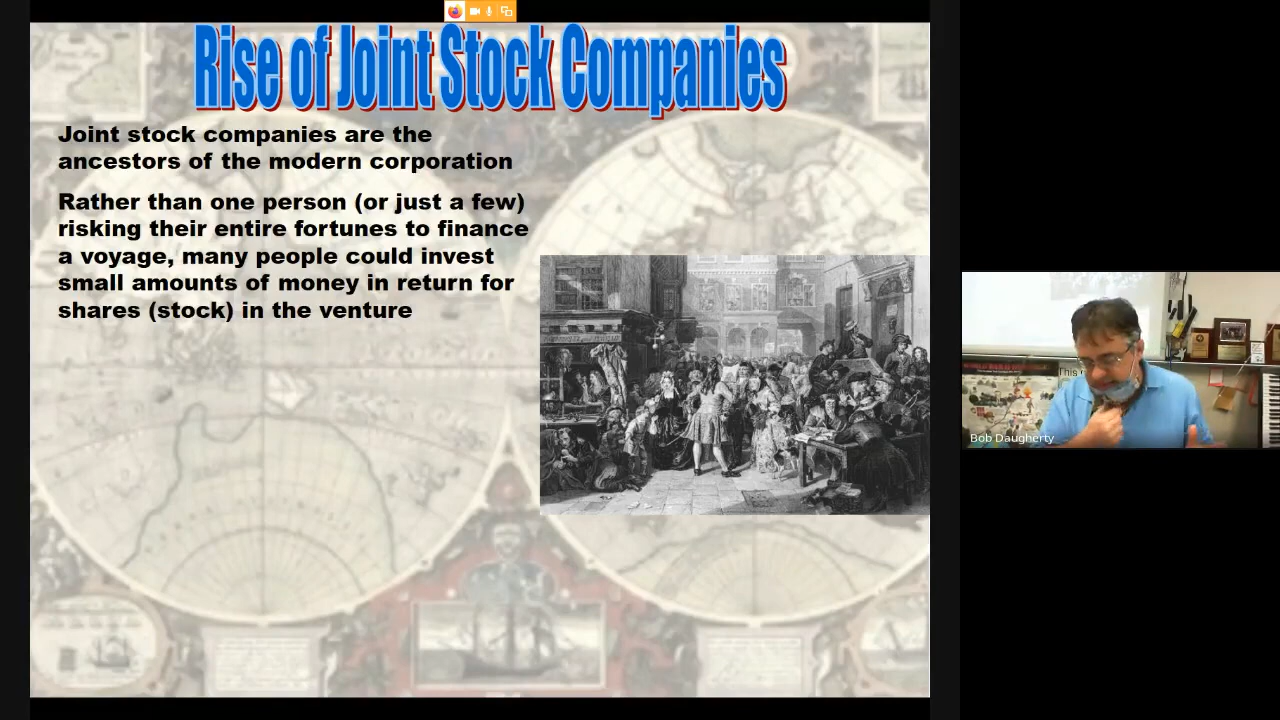 Rise of Joint Stock Companies
Joint stock companies are the
ancestors of the modern corporation
Rather than one person (or just a few)
risking their entire fortunes to finance
a voyage, many people could invest
small amounts of money in return for
shares (stock) in the venture
This
Bob Daugherty